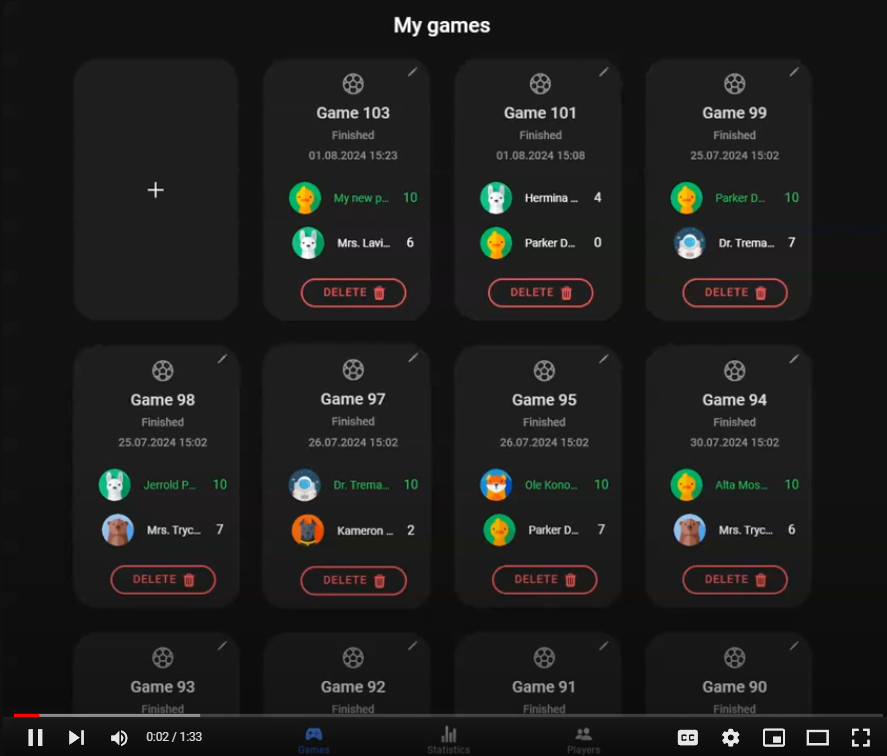 My games
+
Game 103
Finished
01.08.2024 15:23
My new p... 10
Mrs. Lavi... 6
DELETE
Game 101
Finished
01.08.2024 15:08
Hermina ... 4
Parker D... 0
DELETE
Game 99
Finished
25.07.2024 15:02
Parker D... 10
Dr. Trema... 7
DELETE
Game 98
Finished
25.07.2024 15:02
Jerrold P... 10
Mrs. Tryc... 7
DELETE
Game 97
Finished
26.07.2024 15:02
Dr. Trema... 10
Kameron ... 2
DELETE
Game 95
Finished
26.07.2024 15:02
Ole Kono... 10
Parker D... 7
DELETE
Game 94
Finished
30.07.2024 15:02
Alta Mos... 10
Mrs. Tryc... 6
DELETE
Game 93
Finished
Game 92
Finished
Game 91
Finished
Game 90
Finished
0:02 / 1:33
Games
Statistics
Players
CC